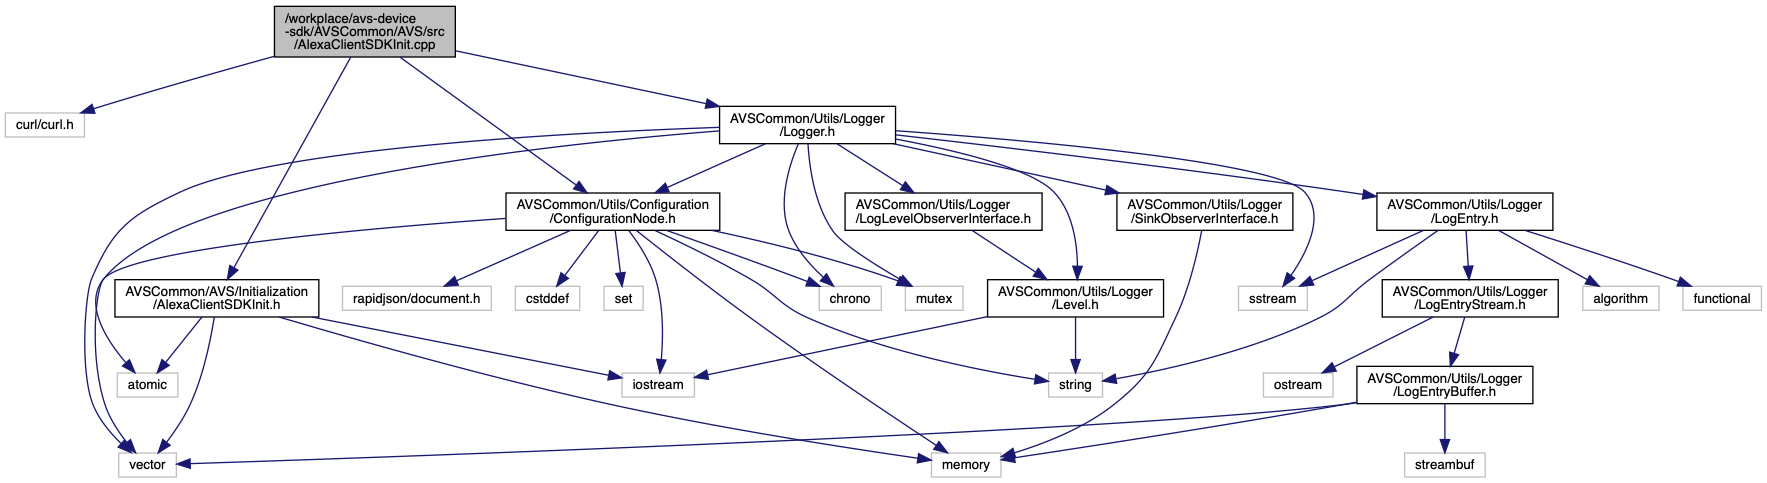 /workplace/avs-device
-sdk/AVSCommon/AVS/src
/AlexaClientSDKInit.cpp
curl/curl.h
AVSCommon/Utils/Logger
/Logger.h
AVSCommon/Utils/Configuration
/ConfigurationNode.h
AVSCommon/Utils/Logger
/LogLevelObserverInterface.h
AVSCommon/Utils/Logger
/SinkObserverInterface.h
AVSCommon/Utils/Logger
/LogEntry.h
AVSCommon/AVS/Initialization
/AlexaClientSDKInit.h
rapidjson/document.h
cstddef
set
chrono
mutex
AVSCommon/Utils/Logger
/Level.h
sstream
AVSCommon/Utils/Logger
/LogEntryStream.h
algorithm
functional
atomic
iostream
string
ostream
AVSCommon/Utils/Logger
/LogEntryBuffer.h
vector
memory
streambuf